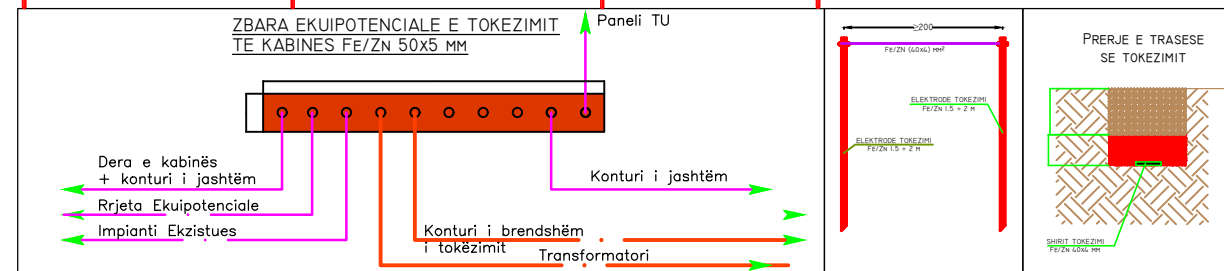 ZBARA EKUIPOTENCIALE E TOKEZIMIT
TE KABINES FE/ZN 50X5 MM
Paneli TU
Dera e kabinës
+ konturi i jashtëm
Rrjeta Ekuipotenciale
Impianti Ekzistues
Konturi i jashtëm
Konturi i brendshëm
i tokëzimit
Transformatori
≥200
FE/ZN (40X4) MM²
ELEKTRODE TOKEZIMI
FE/ZN 1.5 ÷ 2 M
ELEKTRODE TOKEZIMI
FE/ZN 1.5 ÷ 2 M
PRERJE E TRASESE
SE TOKEZIMIT
SHIRIT TOKEZIMI
FE/ZN 40X4 MM